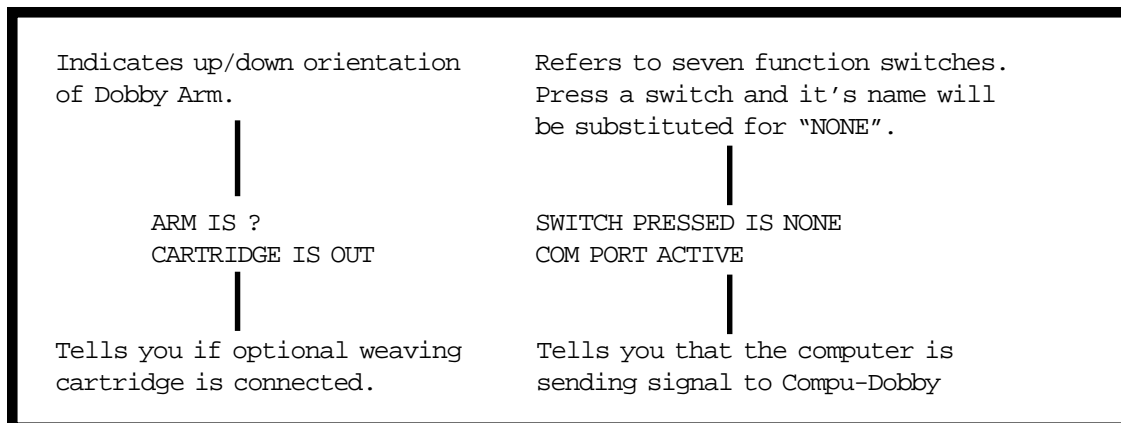 Indicates up/down orientation
of Dobby Arm.
Refers to seven function switches.
Press a switch and it's name will
be substituted for “NONE”.
ARM IS ?
CARTRIDGE IS OUT
SWITCH PRESSED IS NONE
COM PORT ACTIVE
Tells you if optional weaving
cartridge is connected.
Tells you that the computer is
sending signal to Compu-Dobby